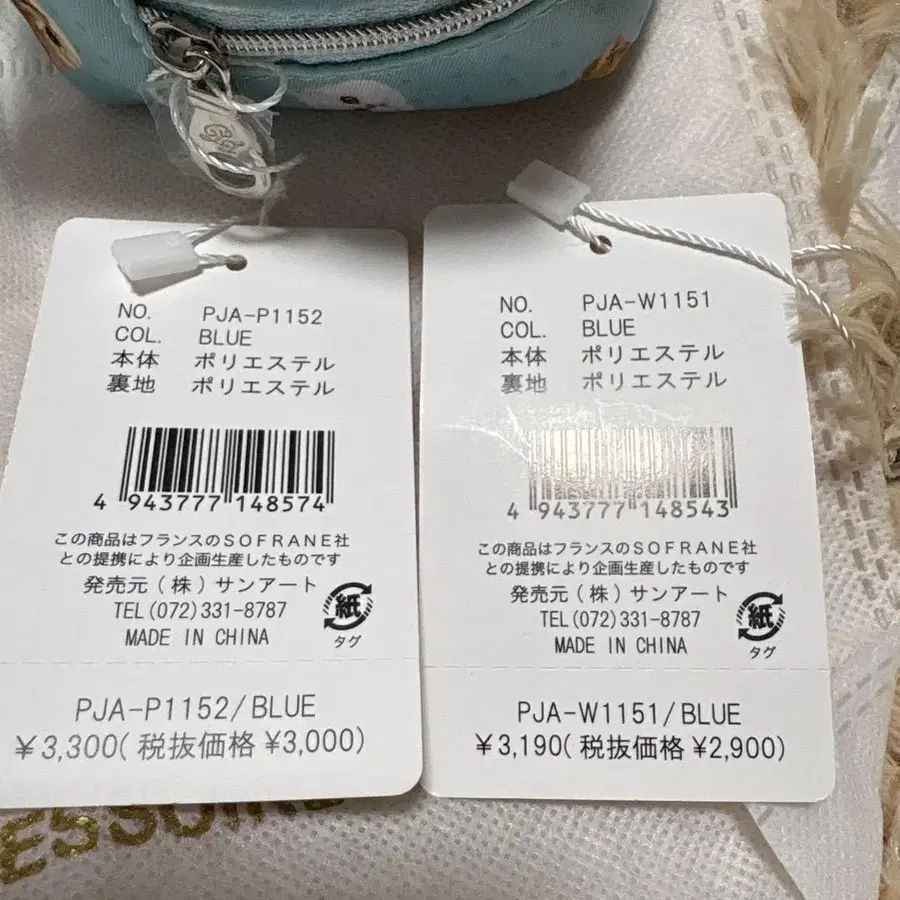 NO. PJA-P1152
COL. BLUE
本体 ポリエステル
裏地 ポリエステル
4 943777 148574
この商品はフランスのSOFRANE社
との提携により企画生産したものです
発売元(株)サンアート
TEL(072)331-8787
MADE IN CHINA
紙
タグ
PJA-P1152/BLUE
¥3,300(税抜価格 ¥3,000)
NO. PJA-W1151
COL. BLUE
本体 ポリエステル
裏地 ポリエステル
4 943777 148543
この商品はフランスのSOFRANE社
との提携により企画生産したものです
発売元(株)サンアート
TEL(072)331-8787
MADE IN CHINA
紙
タグ
PJA-W1151/BLUE
¥3,190(税抜価格 ¥2,900)